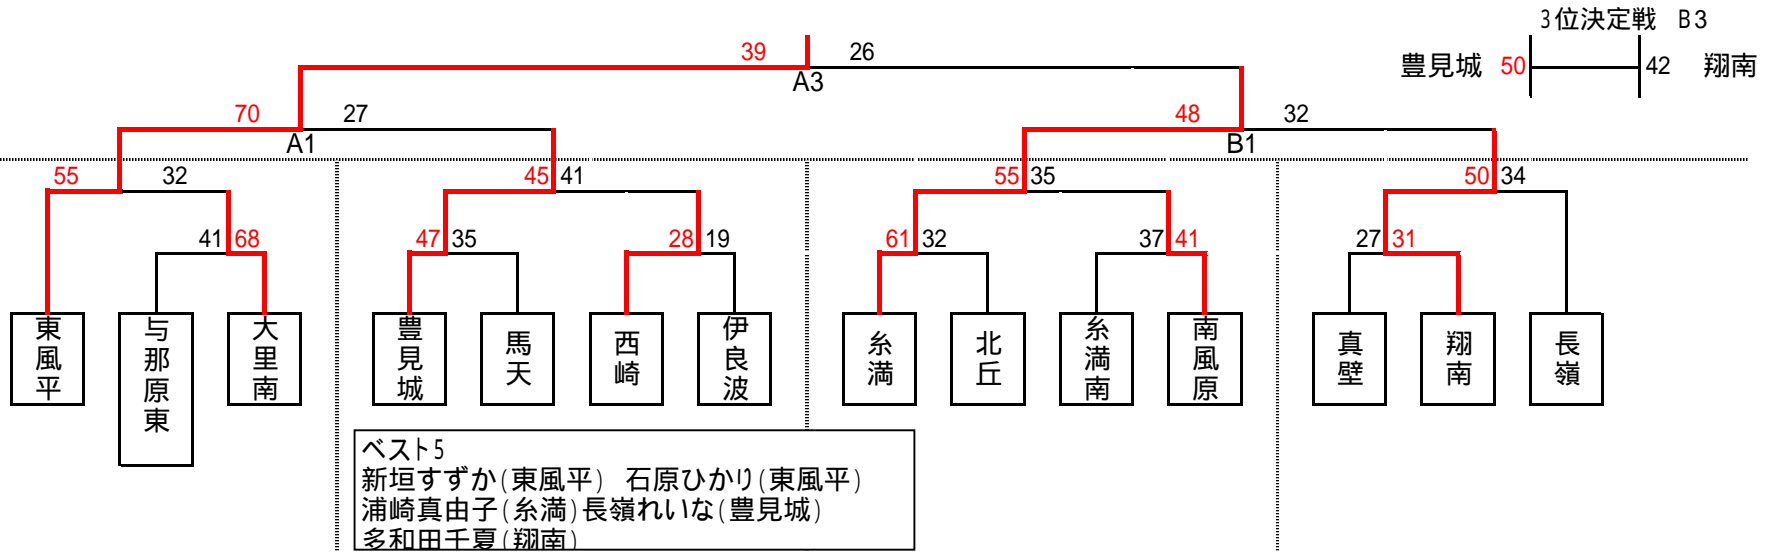 3位決定戦 B3
豊見城 50 42 翔南
39 26
A3
70 27
A1
48 32
B1
55 32
45 41
55 35
50 34
41 68
47 35
28 19
61 32
37 41
27 31
東風平
与那原東
大里南
豊見城
馬天
西崎
伊良波
糸満
北丘
糸満南
南風原
真壁
翔南
長嶺
ベスト5
新垣すずか(東風平) 石原ひかり(東風平)
浦崎真由子(糸満)長嶺れいな(豊見城)
多和田千夏(翔南)